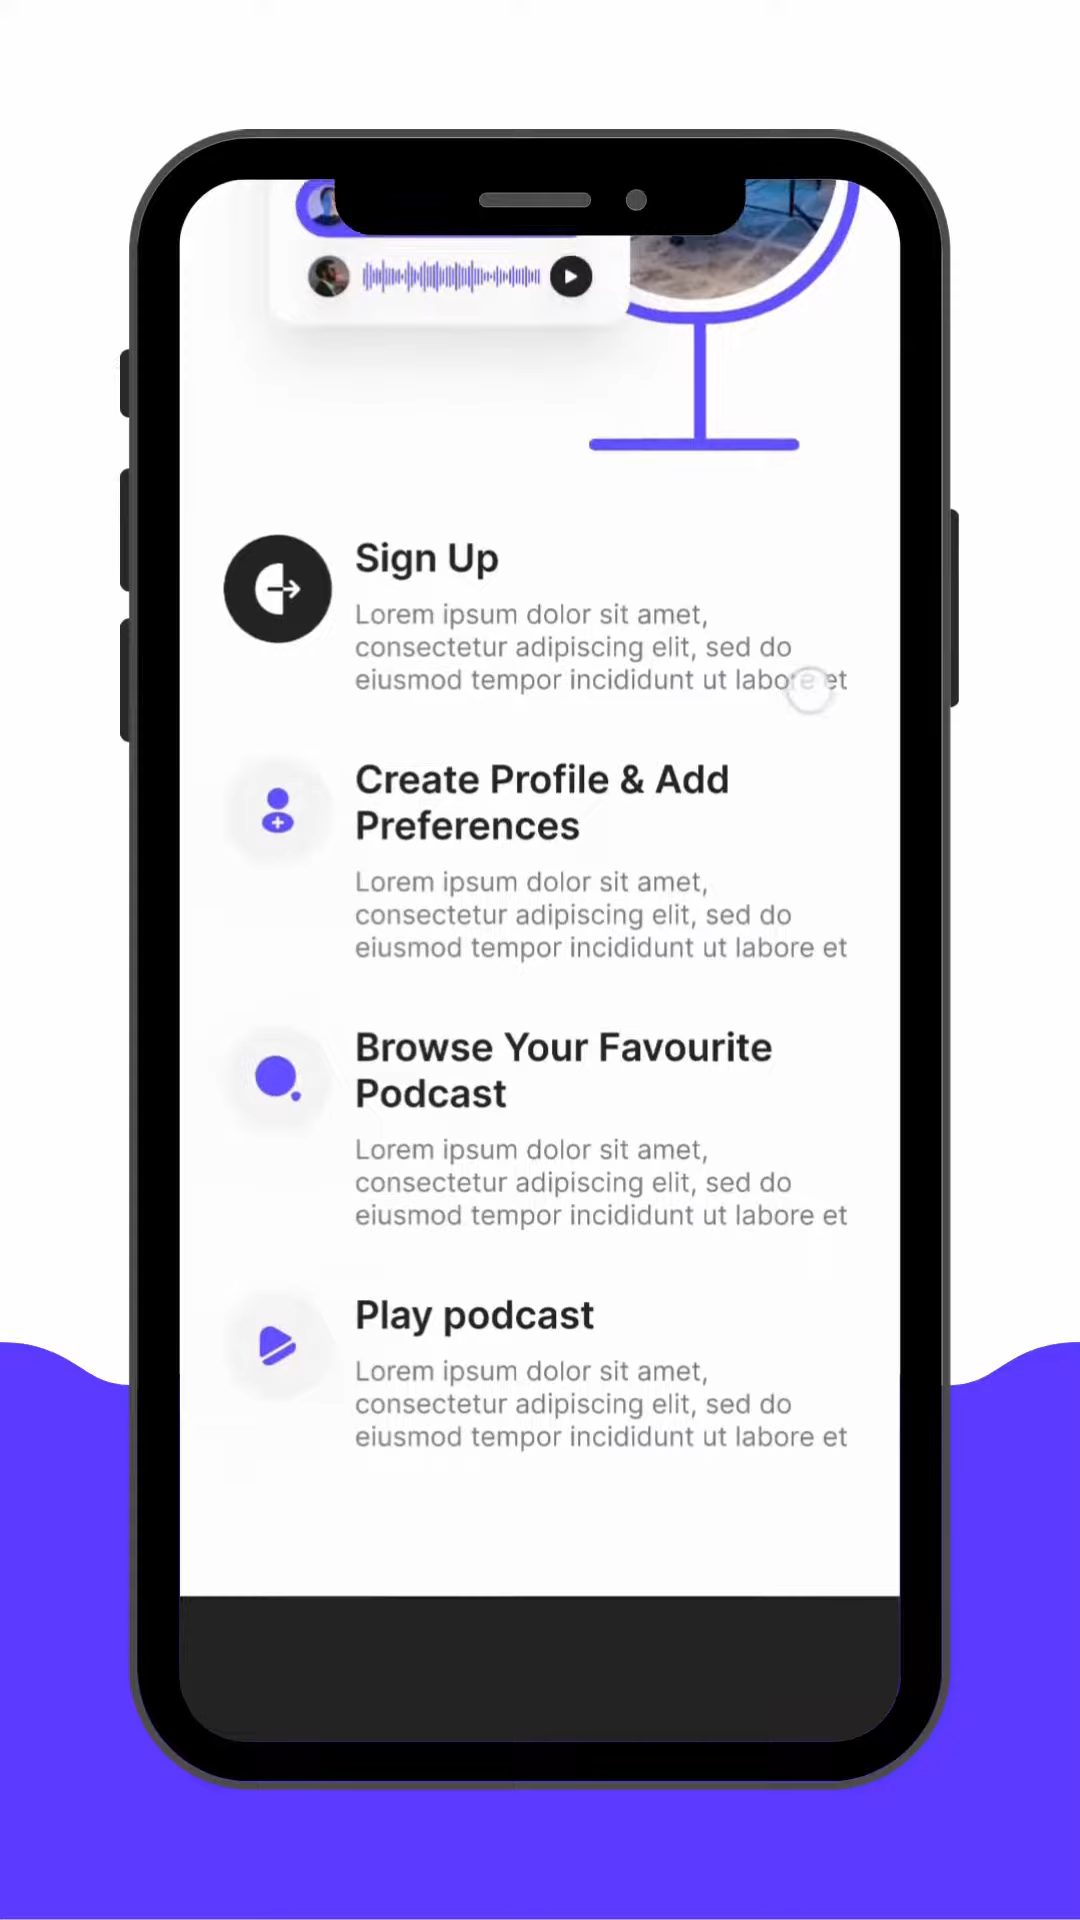 Sign Up
Lorem ipsum dolor sit amet,
consectetur adipiscing elit, sed do
eiusmod tempor incididunt ut labore et
Create Profile & Add
Preferences
Lorem ipsum dolor sit amet,
consectetur adipiscing elit, sed do
eiusmod tempor incididunt ut labore et
Browse Your Favourite
Podcast
Lorem ipsum dolor sit amet,
consectetur adipiscing elit, sed do
eiusmod tempor incididunt ut labore et
Play podcast
Lorem ipsum dolor sit amet,
consectetur adipiscing elit, sed do
eiusmod tempor incididunt ut labore et